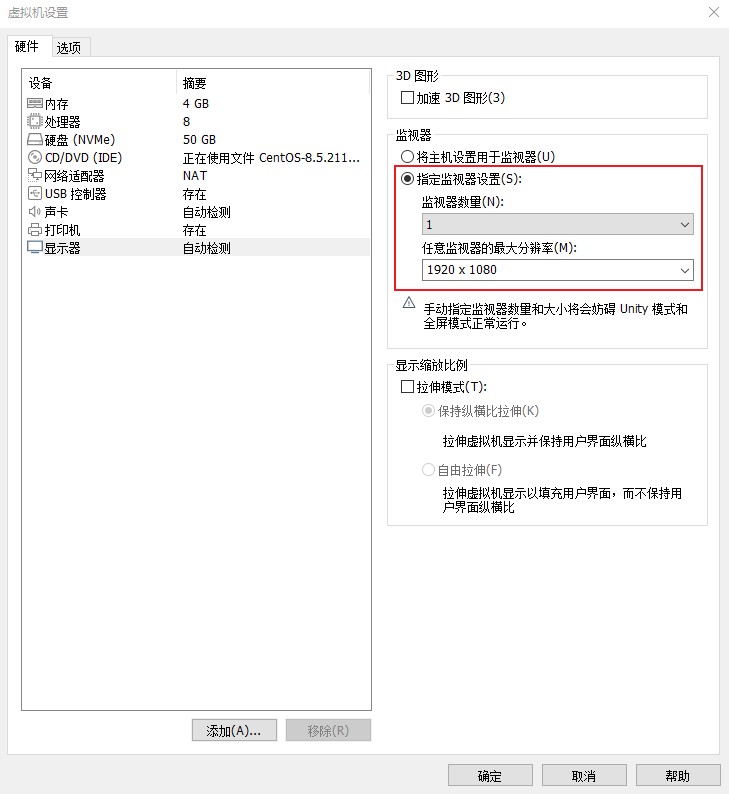 虚拟机设置
硬件 选项
设备 摘要
内存 4 GB
处理器 8
硬盘 (NVMe) 50 GB
CD/DVD (IDE) 正在使用文件 CentOS-8.5.211...
网络适配器 NAT
USB 控制器 存在
声卡 自动检测
打印机 存在
显示器 自动检测
添加(A)... 移除(R)
3D 图形
加速 3D 图形(3)
监视器
将主机设置用于监视器(U)
指定监视器设置(S):
监视器数量(N):
1
任意监视器的最大分辨率(M):
1920 x 1080
手动指定监视器数量和大小将会妨碍 Unity 模式和
全屏模式正常运行。
显示缩放比例
拉伸模式(T):
保持纵横比拉伸(K)
拉伸虚拟机显示并保持用户界面纵横比
自由拉伸(F)
拉伸虚拟机显示以填充用户界面，而不保持用
户界面纵横比
确定 取消 帮助